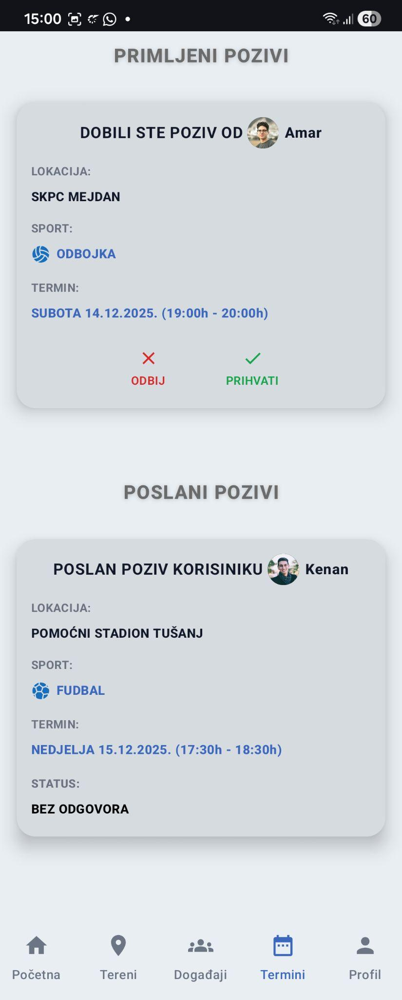 15:00
60
PRIMLJENI POZIVI
DOBILI STE POZIV OD Amar
LOKACIJA:
SKPC MEJDAN
SPORT:
ODBOJKA
TERMIN:
SUBOTA 14.12.2025. (19:00h - 20:00h)
ODBIJ PRIHVATI
POSLANI POZIVI
POSLAN POZIV KORISINIKU Kenan
LOKACIJA:
POMOĆNI STADION TUŠANJ
SPORT:
FUDBAL
TERMIN:
NEDJELJA 15.12.2025. (17:30h - 18:30h)
STATUS:
BEZ ODGOVORA
Početna Tereni Događaji Termini Profil